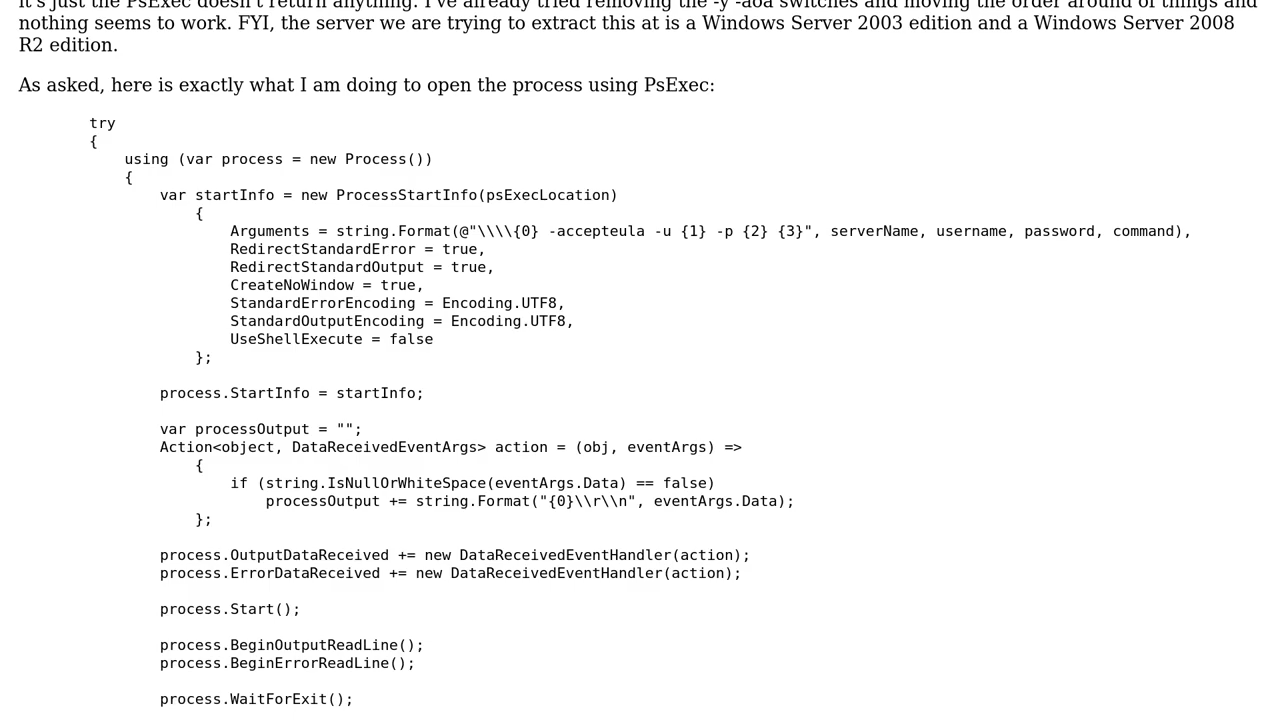 it's just the PsExec doesn't return anything. I've already tried removing the -y -aoa switches and moving the order around of things and
nothing seems to work. FYI, the server we are trying to extract this at is a Windows Server 2003 edition and a Windows Server 2008
R2 edition.
As asked, here is exactly what I am doing to open the process using PsExec:
try
{
using (var process = new Process())
{
var startInfo = new ProcessStartInfo(psExecLocation)
{
Arguments = string.Format(@"\\\\{0} -accepteula -u {1} -p {2} {3}", serverName, username, password, command),
RedirectStandardError = true,
RedirectStandardOutput = true,
CreateNoWindow = true,
StandardErrorEncoding = Encoding.UTF8,
StandardOutputEncoding = Encoding.UTF8,
UseShellExecute = false
};
process.StartInfo = startInfo;
var processOutput = "";
Action<object, DataReceivedEventArgs> action = (obj, eventArgs) =>
{
if (string.IsNullOrWhiteSpace(eventArgs.Data) == false)
processOutput += string.Format("{0}\\r\\n", eventArgs.Data);
};
process.OutputDataReceived += new DataReceivedEventHandler(action);
process.ErrorDataReceived += new DataReceivedEventHandler(action);
process.Start();
process.BeginOutputReadLine();
process.BeginErrorReadLine();
process.WaitForExit();